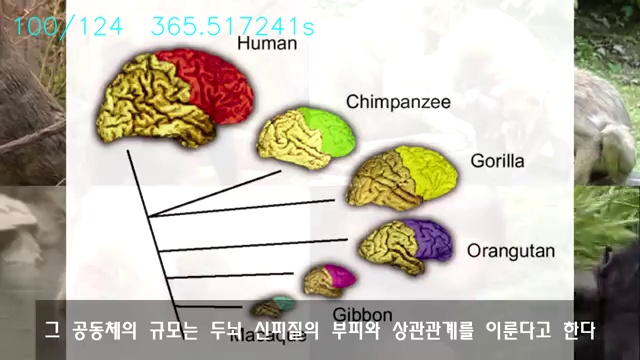 100/124 365.517241s
Human
Chimpanzee
Gorilla
Orangutan
Gibbon
Macaque
그 공동체의 규모는 두뇌 신피질의 부피와 상관관계를 이룬다고 한다